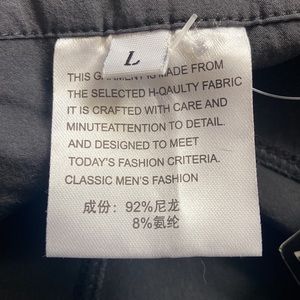 L
THIS GARMENT IS MADE FROM
THE SELECTED H-QAULTY FABRIC
IT IS CRAFTED WITH CARE AND
MINUTEATTENTION TO DETAIL.
AND DESIGNED TO MEET
TODAY'S FASHION CRITERIA.
CLASSIC MEN'S FASHION
成份：92%尼龙
8%氨纶